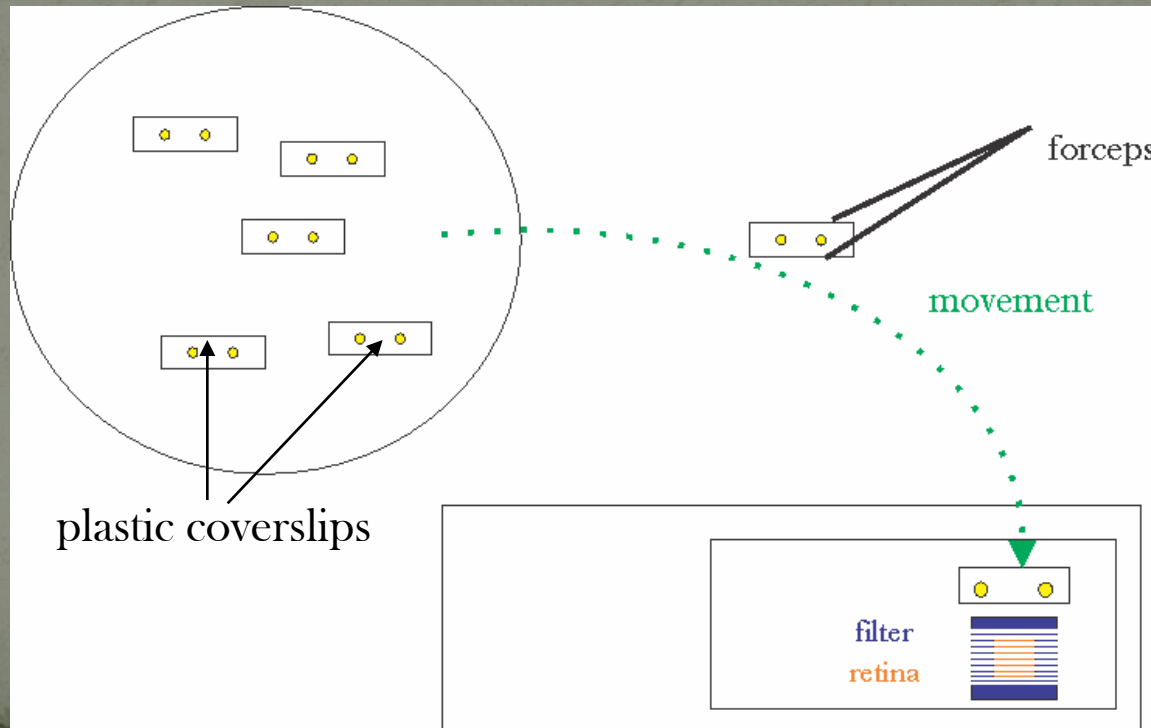 forceps
movement
plastic coverslips
filter
retina